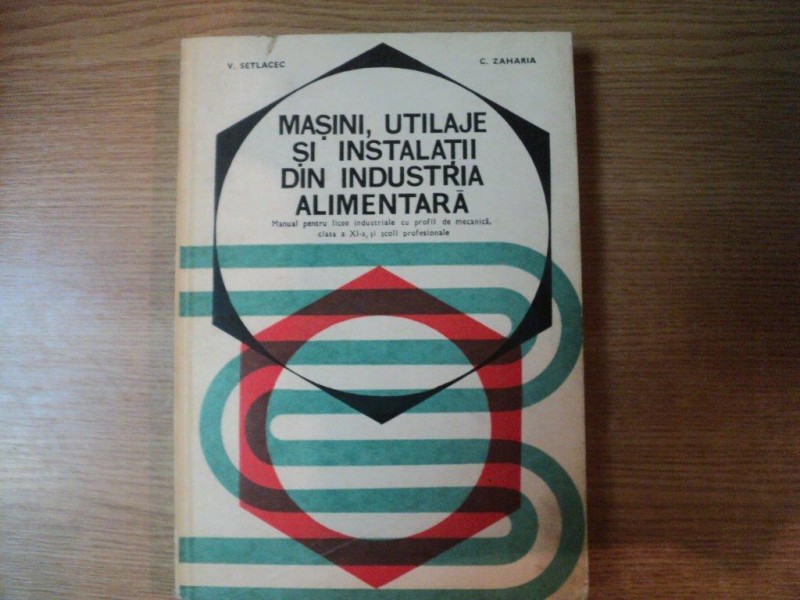 V. SETLACEC
C. ZAHARIA
MAȘINI, UTILAJE
ȘI INSTALAȚII
DIN INDUSTRIA
ALIMENTARĂ
Manual pentru licee industriale cu profil de mecanică,
clasa a XI-a, și școli profesionale